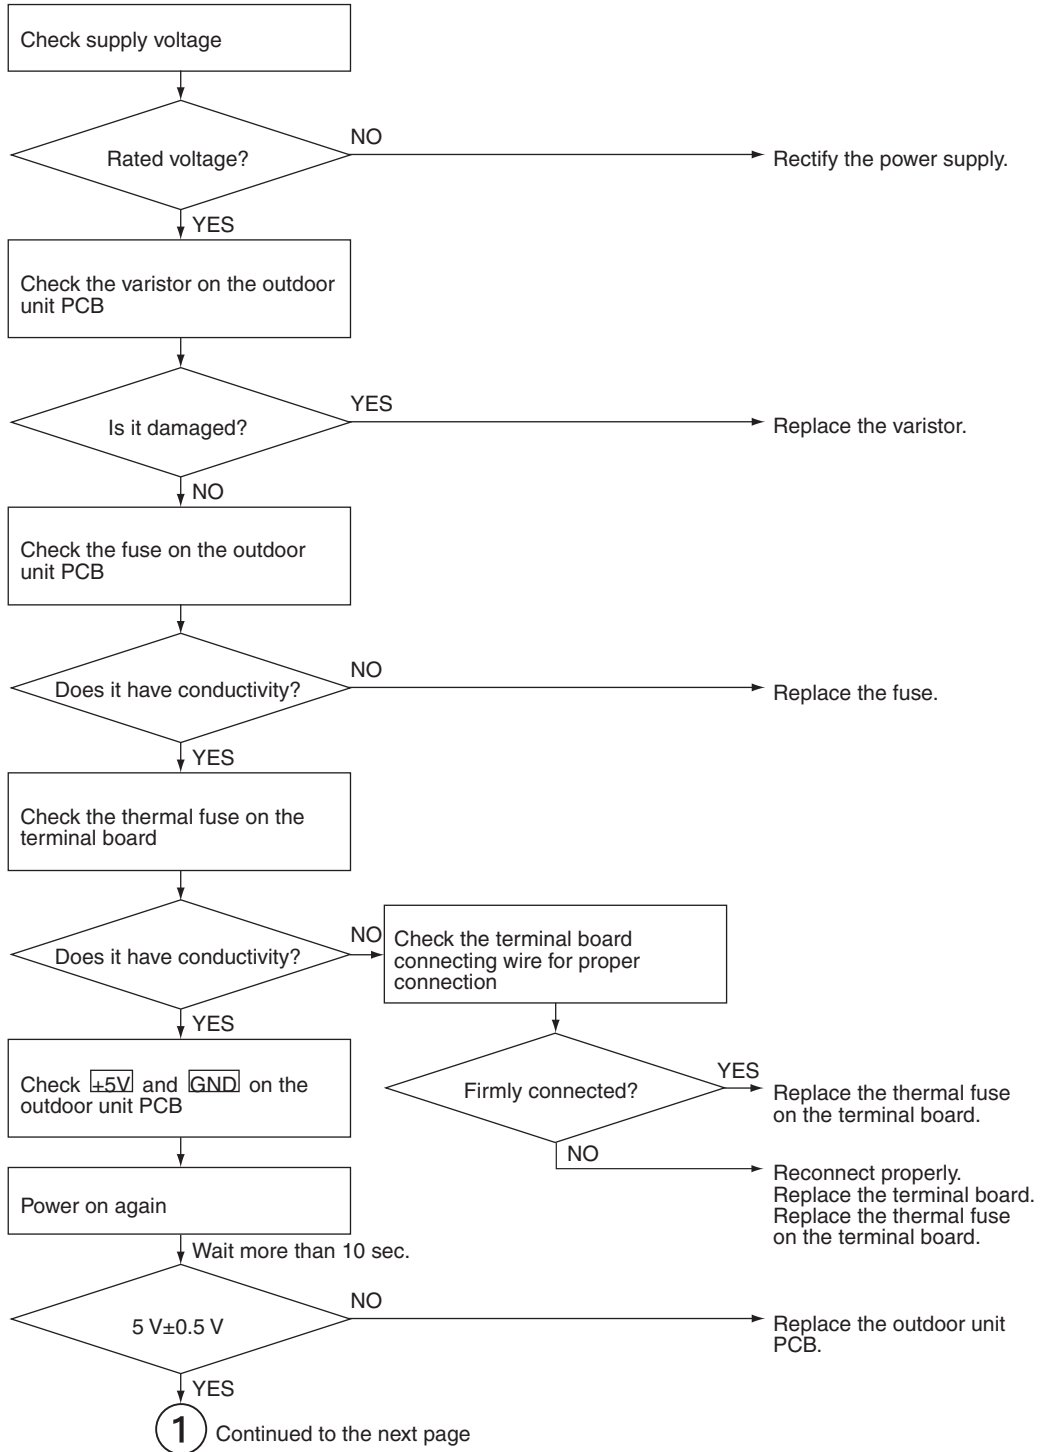 Check supply voltage
Rated voltage?
NO
Rectify the power supply.
YES
Check the varistor on the outdoor
unit PCB
Is it damaged?
YES
Replace the varistor.
NO
Check the fuse on the outdoor
unit PCB
Does it have conductivity?
NO
Replace the fuse.
YES
Check the thermal fuse on the
terminal board
Does it have conductivity?
NO
Check the terminal board
connecting wire for proper
connection
YES
Firmly connected?
YES
Replace the thermal fuse
on the terminal board.
NO
Reconnect properly.
Replace the terminal board.
Replace the thermal fuse
on the terminal board.
Check +5V and GND on the
outdoor unit PCB
Power on again
Wait more than 10 sec.
5 V±0.5 V
NO
Replace the outdoor unit
PCB.
YES
1 Continued to the next page